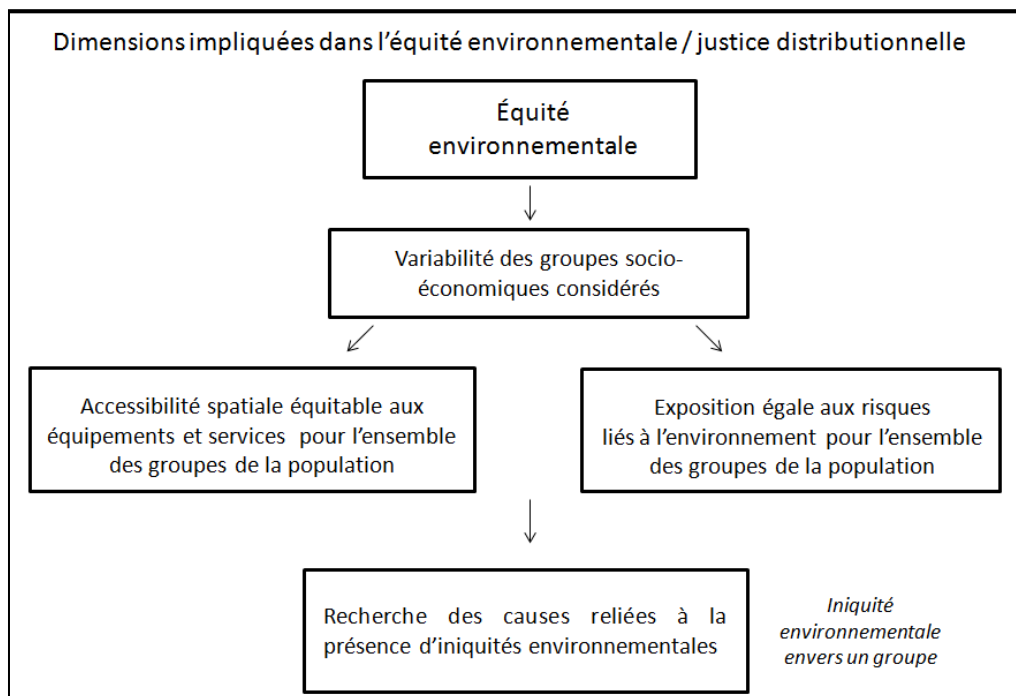 Dimensions impliquées dans l'équité environnementale / justice distributionnelle
Équité
environnementale
Variabilité des groupes socio-
économiques considérés
Accessibilité spatiale équitable aux
équipements et services pour l'ensemble
des groupes de la population
Exposition égale aux risques
liés à l'environnement pour l'ensemble
des groupes de la population
Recherche des causes reliées à la
présence d'iniquités environnementales
Iniquité
environnementale
envers un groupe